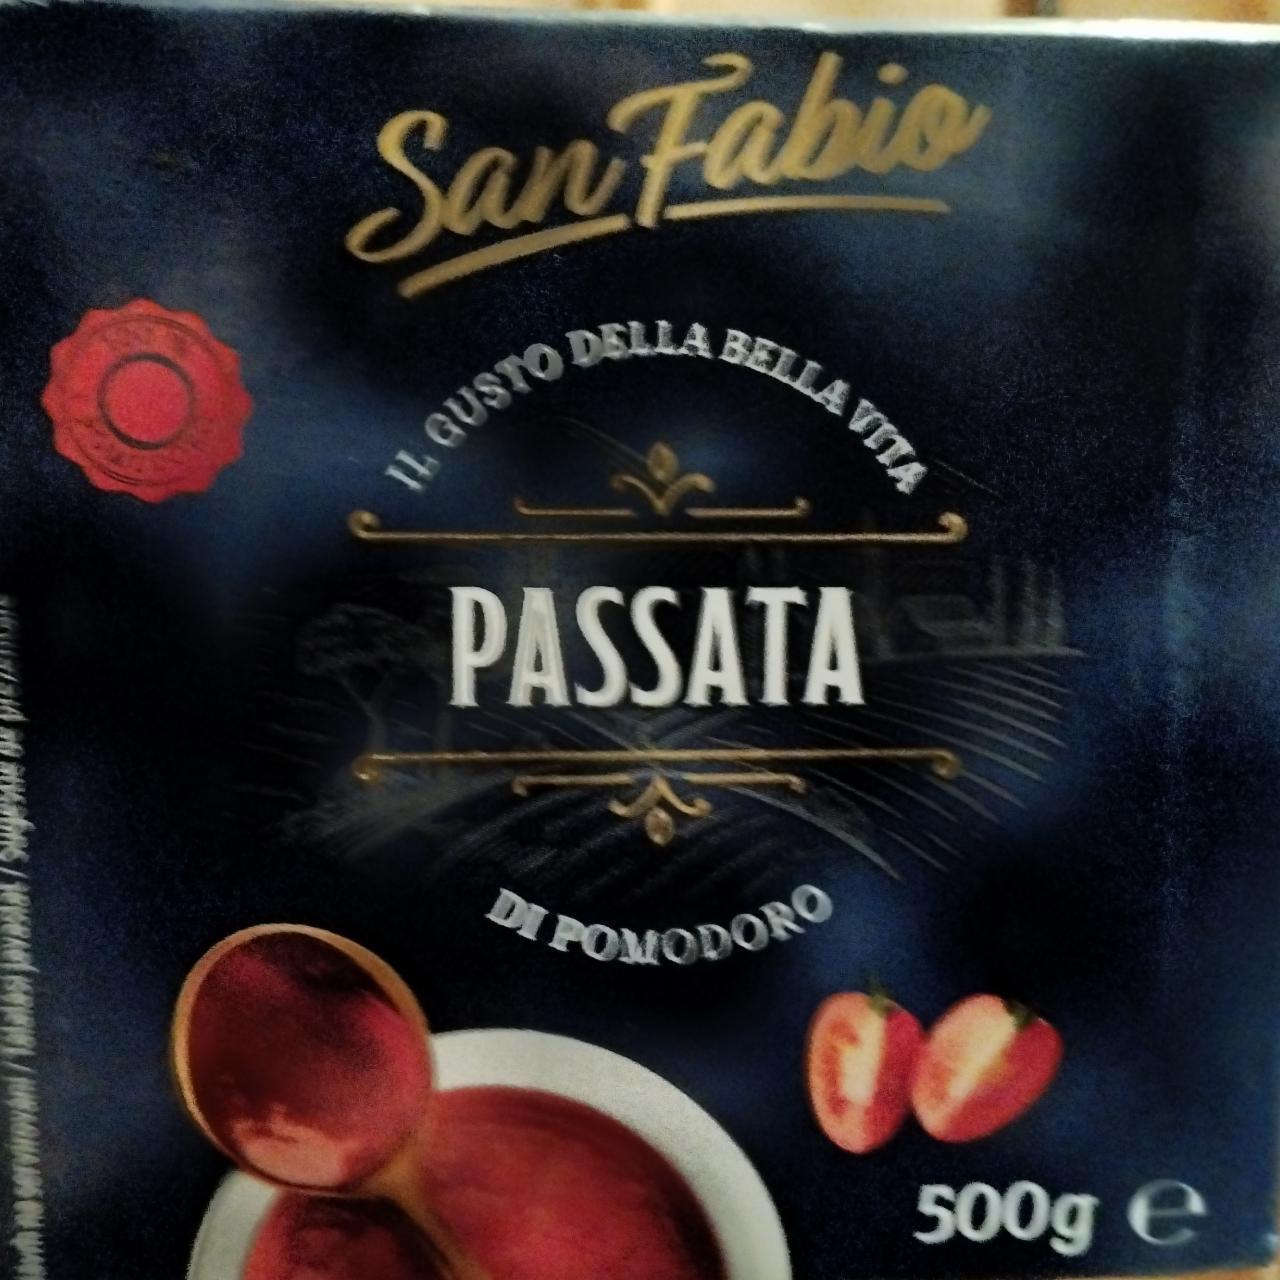 San Fabio
IL GUSTO DELLA BELLA VITA
PASSATA
DI POMODORO
500g e